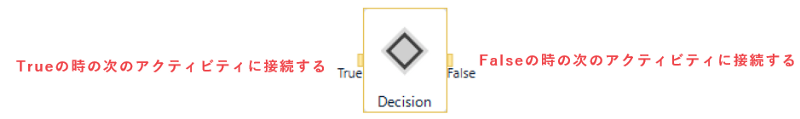 Trueの時の次のアクティビティに接続する
True
Decision
False
Falseの時の次のアクティビティに接続する